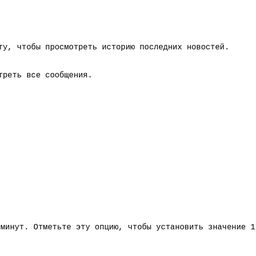 ту, чтобы просмотреть историю последних новостей.
треть все сообщения.
минут. Отметьте эту опцию, чтобы установить значение 1